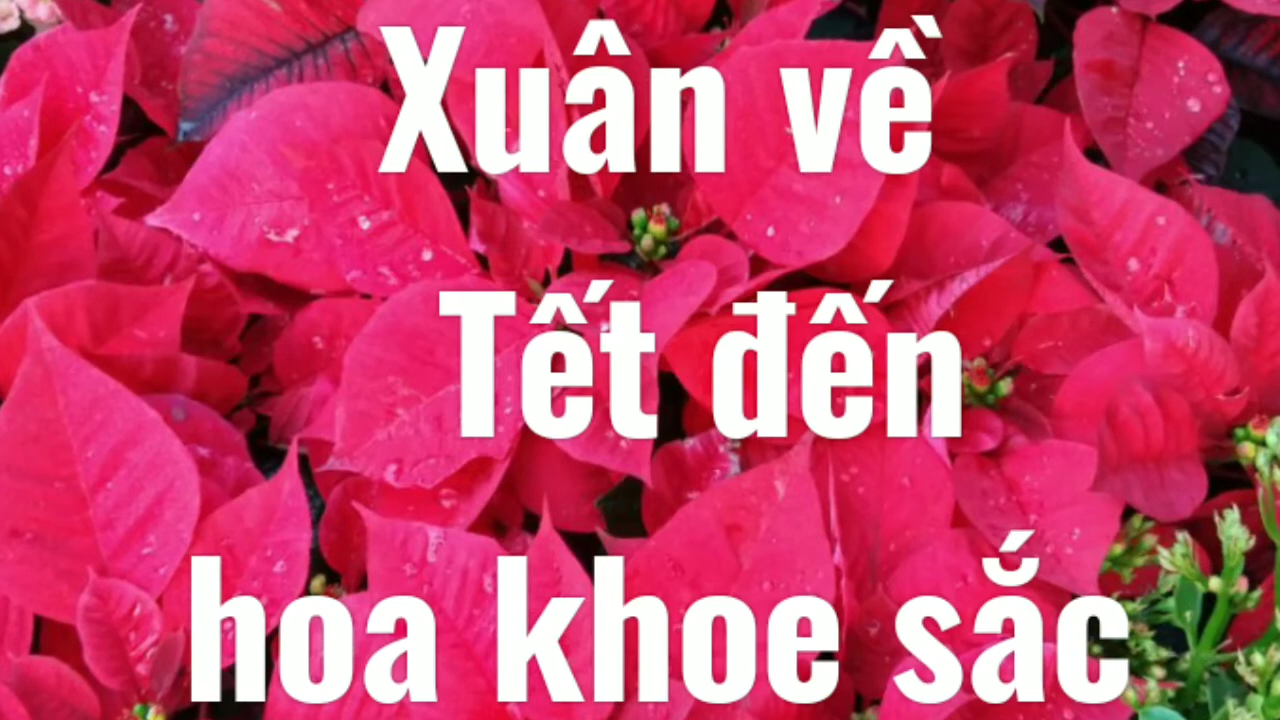 Xuân về
Tết đến
hoa khoe sắc